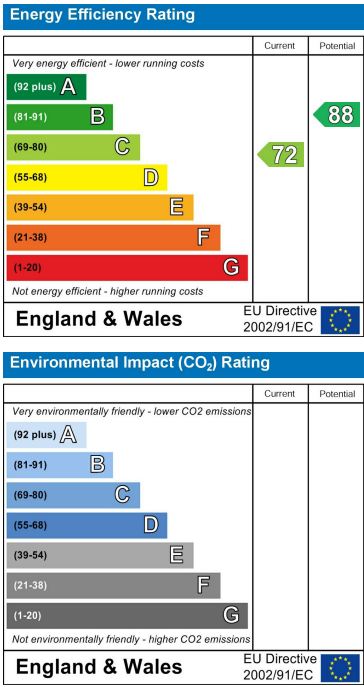 Energy Efficiency Rating
Current Potential
Very energy efficient - lower running costs
(92 plus) A
(81-91) B
(69-80) C
(55-68) D
(39-54) E
(21-38) F
(1-20) G
72
88
Not energy efficient - higher running costs
England & Wales
EU Directive
2002/91/EC
Environmental Impact (CO₂) Rating
Current Potential
Very environmentally friendly - lower CO2 emissions
(92 plus) A
(81-91) B
(69-80) C
(55-68) D
(39-54) E
(21-38) F
(1-20) G
Not environmentally friendly - higher CO2 emissions
England & Wales
EU Directive
2002/91/EC